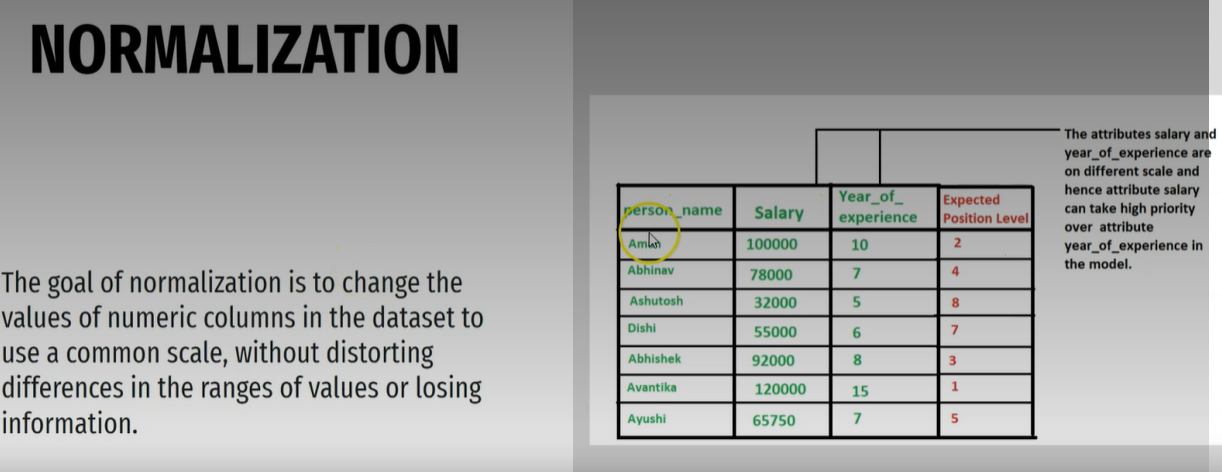 NORMALIZATION
The goal of normalization is to change the
values of numeric columns in the dataset to
use a common scale, without distorting
differences in the ranges of values or losing
information.
The attributes salary and
year_of_experience are
on different scale and
hence attribute salary
can take high priority
over attribute
year_of_experience in
the model.
person_name Salary Year_of_ experience Expected Position Level
Aman 100000 10 2
Abhinav 78000 7 4
Ashutosh 32000 5 8
Dishi 55000 6 7
Abhishek 92000 8 3
Avantika 120000 15 1
Ayushi 65750 7 5